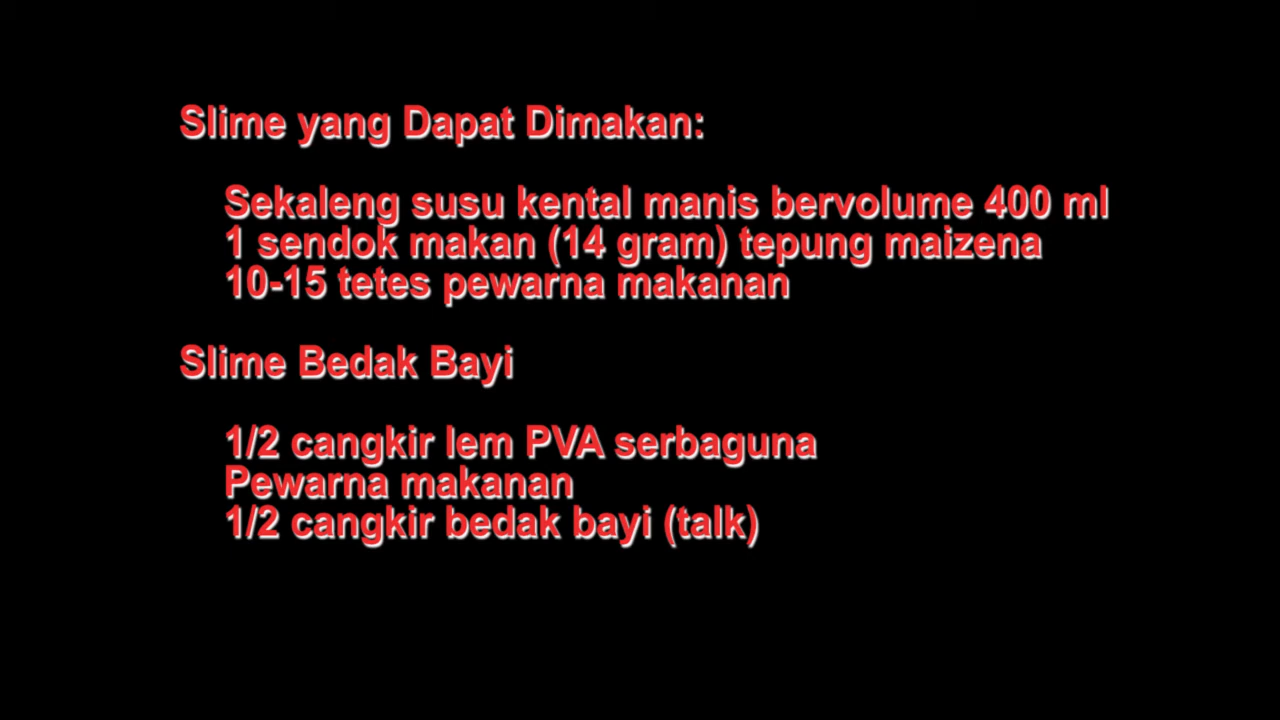 Slime yang Dapat Dimakan:
Sekaleng susu kental manis bervolume 400 ml
1 sendok makan (14 gram) tepung maizena
10-15 tetes pewarna makanan
Slime Bedak Bayi
1/2 cangkir lem PVA serbaguna
Pewarna makanan
1/2 cangkir bedak bayi (talk)